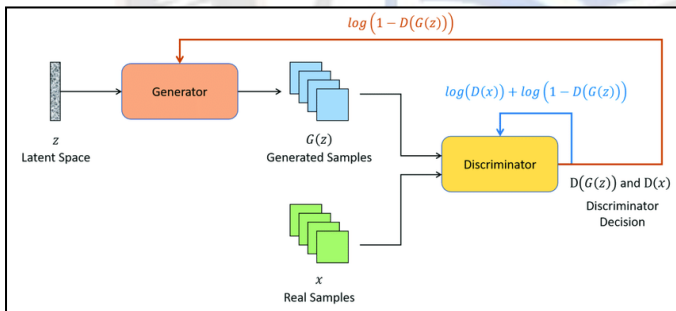 log(1 − D(G(z)))
Generator
log(D(x)) + log(1 − D(G(z)))
z
Latent Space
G(z)
Generated Samples
Discriminator
D(G(z)) and D(x)
Discriminator
Decision
x
Real Samples